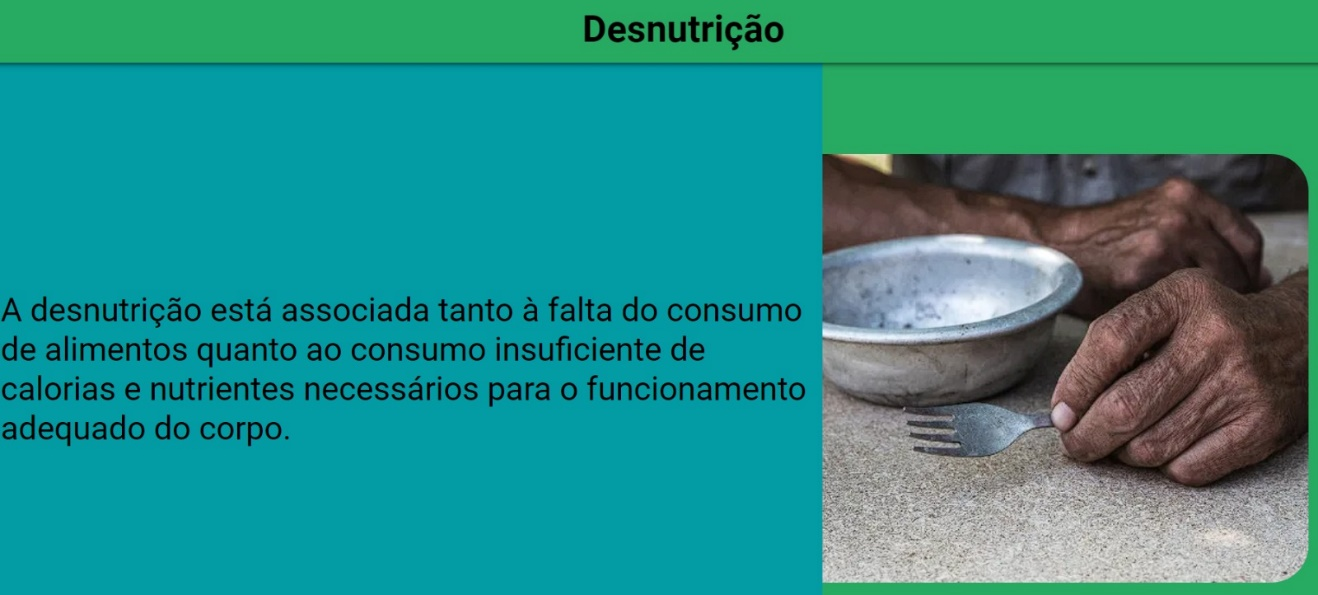 Desnutrição
A desnutrição está associada tanto à falta do consumo
de alimentos quanto ao consumo insuficiente de
calorias e nutrientes necessários para o funcionamento
adequado do corpo.